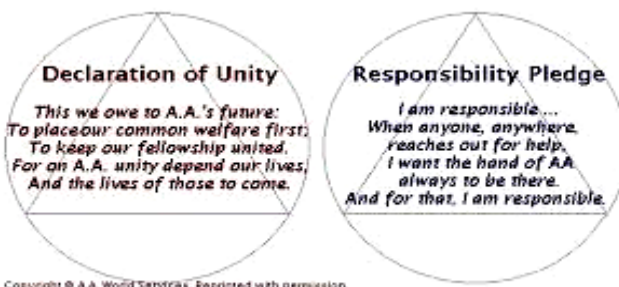 Declaration of Unity
This we owe to A.A.'s future:
To placeour common welfare first;
To keep our fellowship united.
For on A.A. unity depend our lives,
And the lives of those to come.
Responsibility Pledge
I am responsible ...
When anyone, anywhere,
reaches out for help,
I want the hand of AA
always to be there.
And for that, I am responsible.
Copyright © A.A. World Services. Reprinted with permission